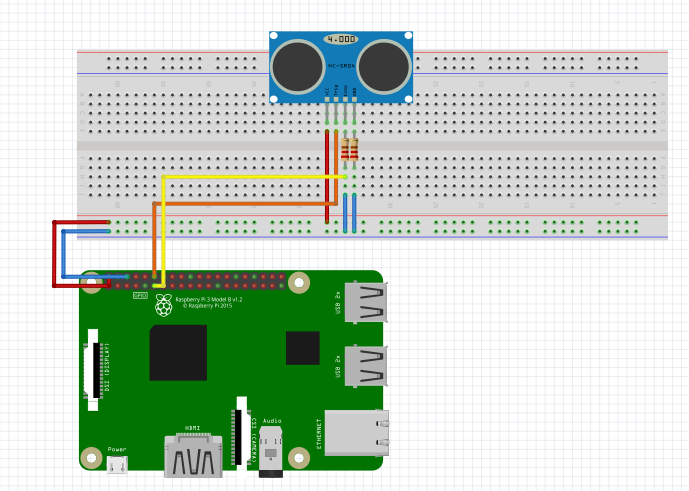 4.000
HC-SR04
VCC
Trig
Echo
GND
GPIO
Raspberry Pi 3 Model B v1.2
© Raspberry Pi 2015
USB 2x
USB 2x
DSI (DISPLAY)
ETHERNET
Audio
CSI (CAMERA)
HDMI
Power